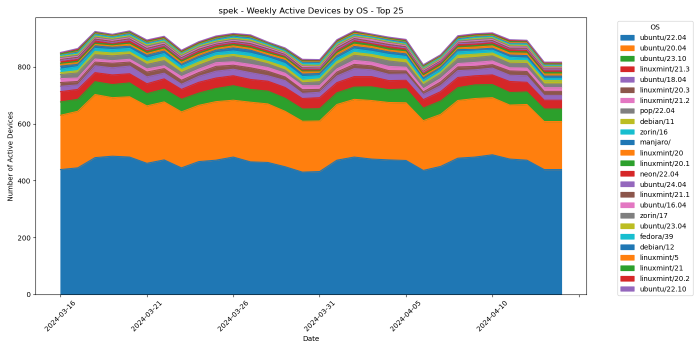 spek - Weekly Active Devices by OS - Top 25
Number of Active Devices
800
600
400
200
0
2024-03-16
2024-03-21
2024-03-26
2024-03-31
2024-04-05
2024-04-10
Date
OS
ubuntu/22.04
ubuntu/20.04
ubuntu/23.10
linuxmint/21.3
ubuntu/18.04
linuxmint/20.3
linuxmint/21.2
pop/22.04
debian/11
zorin/16
manjaro/
linuxmint/20
linuxmint/20.1
neon/22.04
ubuntu/24.04
linuxmint/21.1
ubuntu/16.04
zorin/17
ubuntu/23.04
fedora/39
debian/12
linuxmint/5
linuxmint/21
linuxmint/20.2
ubuntu/22.10